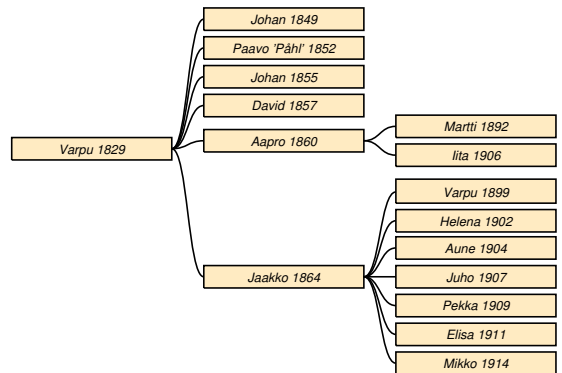 Johan 1849
Paavo 'Påhl' 1852
Johan 1855
David 1857
Varpu 1829
Aapro 1860
Martti 1892
Iita 1906
Jaakko 1864
Varpu 1899
Helena 1902
Aune 1904
Juho 1907
Pekka 1909
Elisa 1911
Mikko 1914